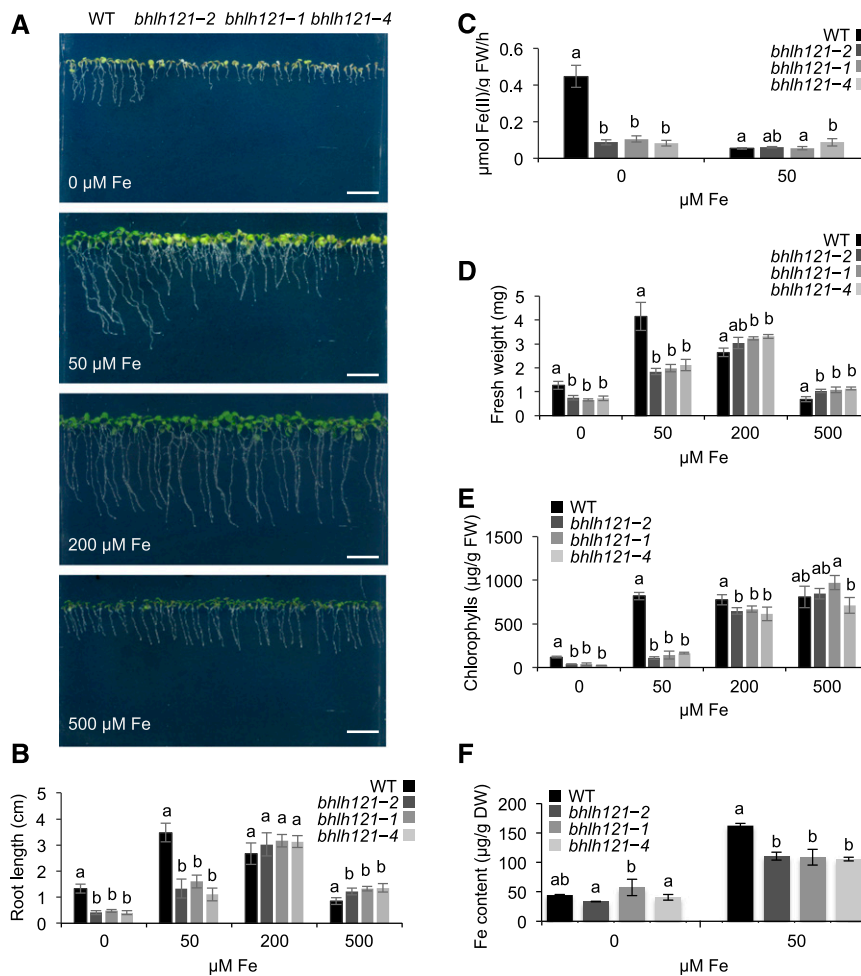 A
WT bhlh121−2 bhlh121−1 bhlh121−4
0 µM Fe
50 µM Fe
200 µM Fe
500 µM Fe
B
Root length (cm)
5
4
3
2
1
0
WT
bhlh121−2
bhlh121−1
bhlh121−4
a b b b
a b b b
a a a a
a b b b
0 50 200 500
µM Fe
C
µmol Fe(II)/g FW/h
0.6
0.4
0.2
0
WT
bhlh121−2
bhlh121−1
bhlh121−4
a b b b
a ab a b
0 50
µM Fe
D
Fresh weight (mg)
5
4
3
2
1
0
WT
bhlh121−2
bhlh121−1
bhlh121−4
a b b b
a b b b
a ab b b
a b b b
0 50 200 500
µM Fe
E
Chlorophylls (µg/g FW)
1500
1000
500
0
WT
bhlh121−2
bhlh121−1
bhlh121−4
a b b b
a b b b
a b b b
ab ab a b
0 50 200 500
µM Fe
F
Fe content (µg/g DW)
200
150
100
50
0
WT
bhlh121−2
bhlh121−1
bhlh121−4
ab a b a
a b b b
0 50
µM Fe